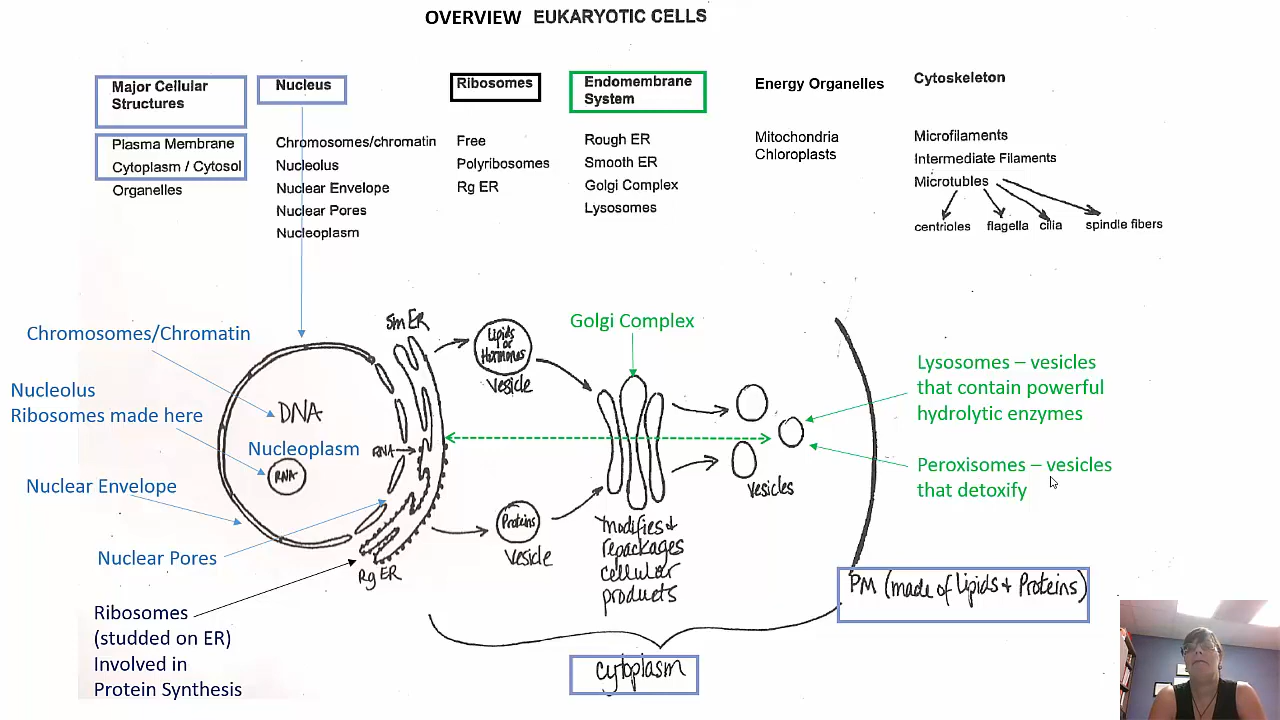 OVERVIEW EUKARYOTIC CELLS
Major Cellular
Structures
Plasma Membrane
Cytoplasm / Cytosol
Organelles
Nucleus
Chromosomes/chromatin
Nucleolus
Nuclear Envelope
Nuclear Pores
Nucleoplasm
Ribosomes
Free
Polyribosomes
Rg ER
Endomembrane
System
Rough ER
Smooth ER
Golgi Complex
Lysosomes
Energy Organelles
Mitochondria
Chloroplasts
Cytoskeleton
Microfilaments
Intermediate Filaments
Microtubles
centrioles
flagella
cilia
spindle fibers
Chromosomes/Chromatin
Nucleolus
Ribosomes made here
Nuclear Envelope
Nuclear Pores
Ribosomes
(studded on ER)
Involved in
Protein Synthesis
DNA
Nucleoplasm
RNA
RNA
Sm ER
Rg ER
Lipids
or
Hormones
Vesicle
Proteins
Vesicle
Golgi Complex
modifies +
repackages
cellular
products
vesicles
Lysosomes – vesicles
that contain powerful
hydrolytic enzymes
Peroxisomes – vesicles
that detoxify
PM (made of Lipids + Proteins)
cytoplasm